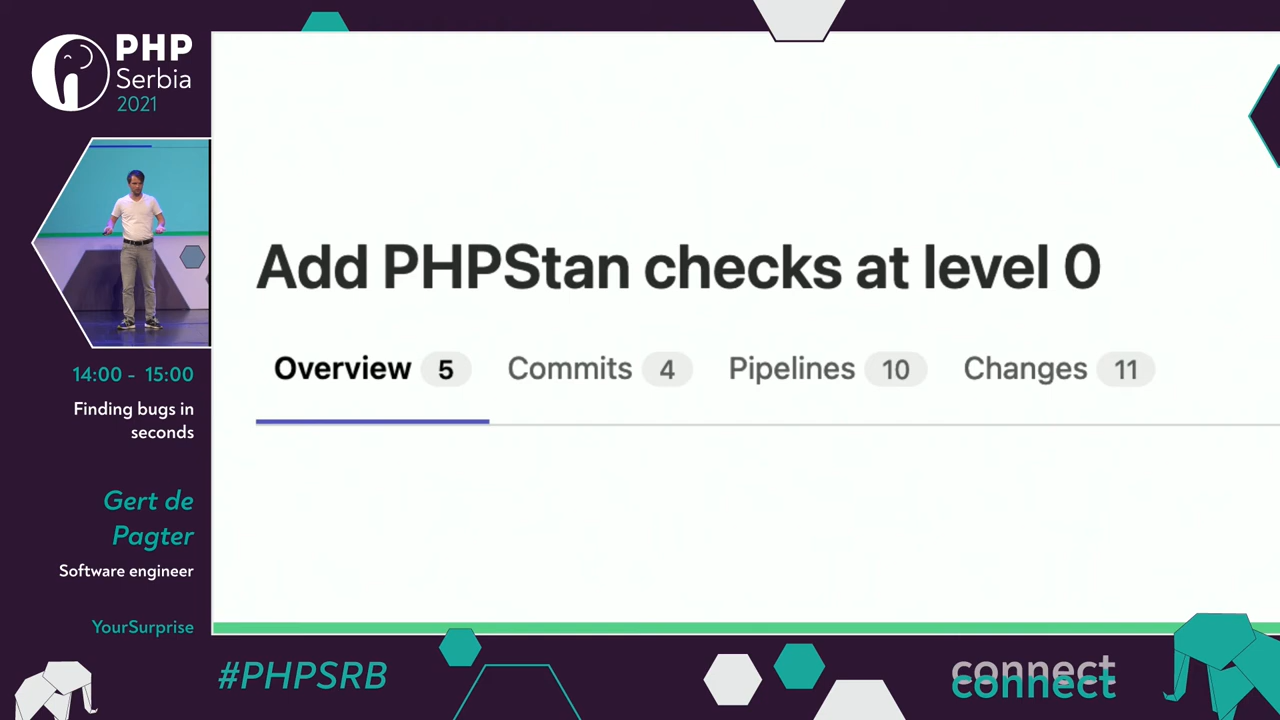 PHP
Serbia
2021
14:00 - 15:00
Finding bugs in
seconds
Gert de
Pagter
Software engineer
YourSurprise
Add PHPStan checks at level 0
Overview 5 Commits 4 Pipelines 10 Changes 11
#PHPSRB
connect
connect